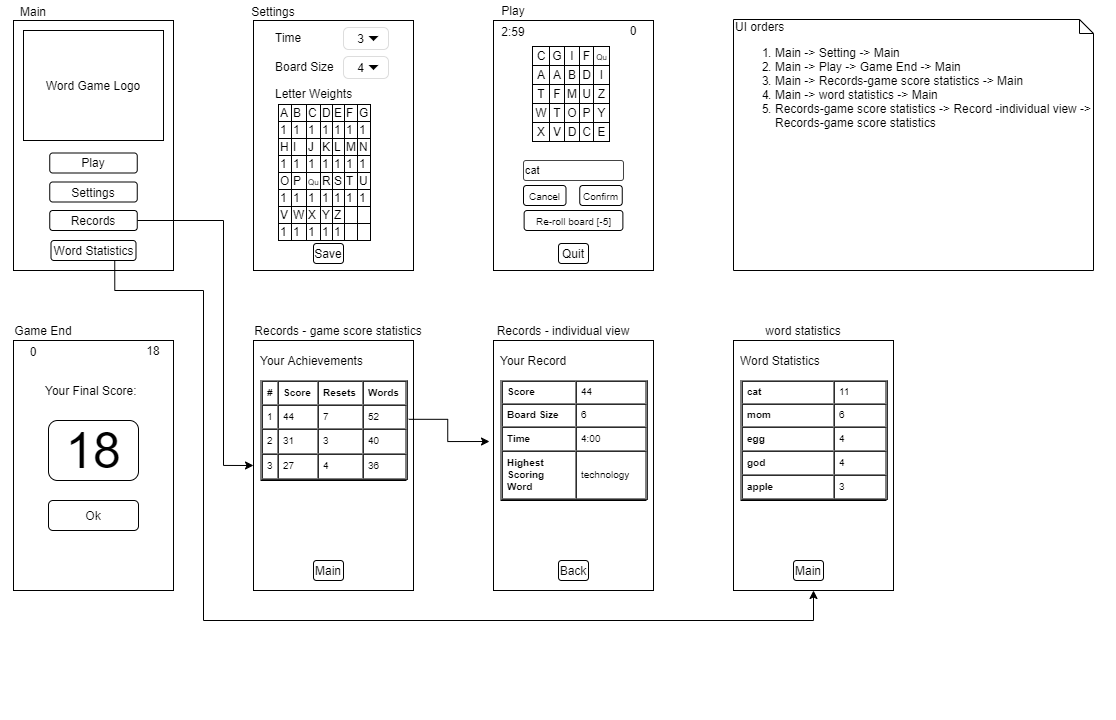 Main
Word Game Logo
Play
Settings
Records
Word Statistics
Settings
Time 3
Board Size 4
Letter Weights
A B C D E F G
1 1 1 1 1 1 1
H I J K L M N
1 1 1 1 1 1 1
O P Qu R S T U
1 1 1 1 1 1 1
V W X Y Z
1 1 1 1 1
Save
Play
2:59 0
C G I F Qu
A A B D I
T F M U Z
W T O P Y
X V D C E
cat
Cancel Confirm
Re-roll board [-5]
Quit
UI orders
1. Main -> Setting -> Main
2. Main -> Play -> Game End -> Main
3. Main -> Records-game score statistics -> Main
4. Main -> word statistics -> Main
5. Records-game score statistics -> Record -individual view ->
Records-game score statistics
Game End
0 18
Your Final Score:
18
Ok
Records - game score statistics
Your Achievements
# Score Resets Words
1 44 7 52
2 31 3 40
3 27 4 36
Main
Records - individual view
Your Record
Score 44
Board Size 6
Time 4:00
Highest
Scoring technology
Word
Back
word statistics
Word Statistics
cat 11
mom 6
egg 4
god 4
apple 3
Main